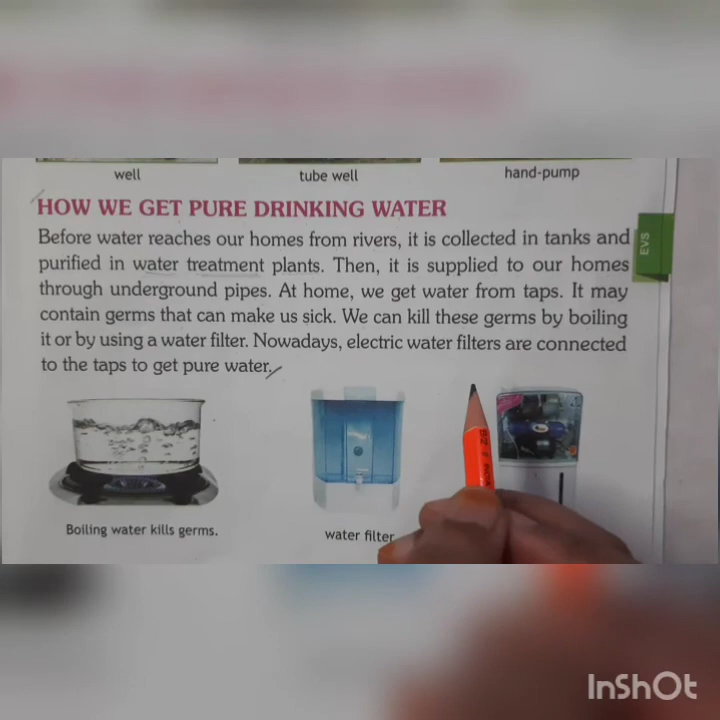 well tube well hand-pump
HOW WE GET PURE DRINKING WATER
Before water reaches our homes from rivers, it is collected in tanks and
purified in water treatment plants. Then, it is supplied to our homes
through underground pipes. At home, we get water from taps. It may
contain germs that can make us sick. We can kill these germs by boiling
it or by using a water filter. Nowadays, electric water filters are connected
to the taps to get pure water.
EVS
Boiling water kills germs. water filter
InShOt